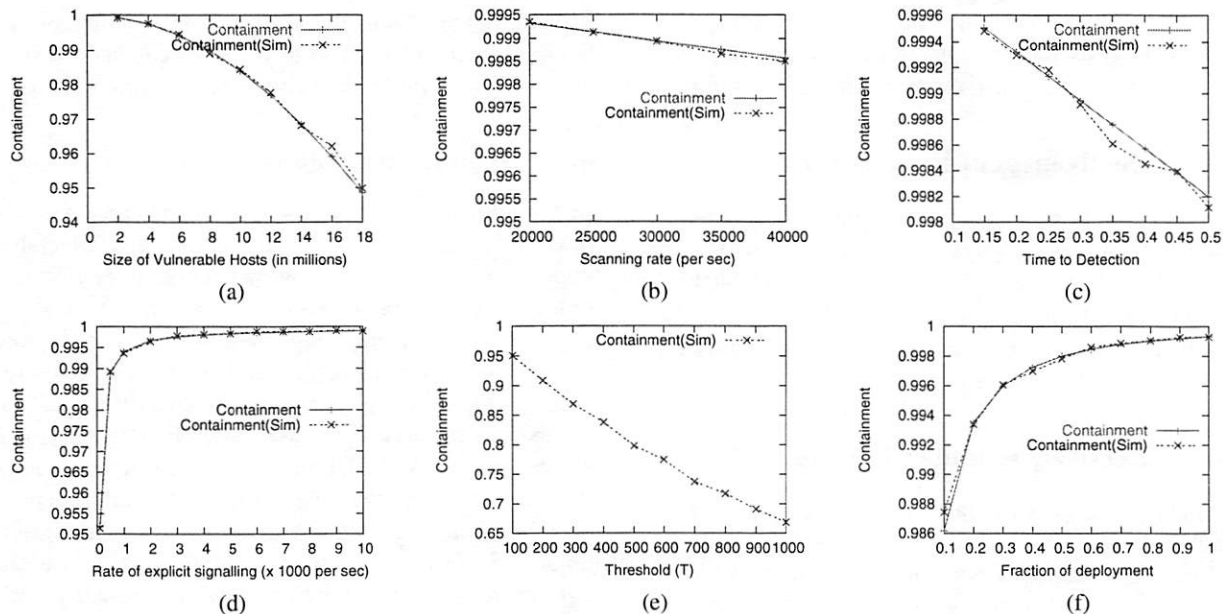 1
0.99
0.98
0.97
0.96
0.95
0.94
Containment
Containment
Containment(Sim)
0 2 4 6 8 10 12 14 16 18
Size of Vulnerable Hosts (in millions)
(a)
0.9995
0.999
0.9985
0.998
0.9975
0.997
0.9965
0.996
0.9955
0.995
Containment
Containment
Containment(Sim)
20000 25000 30000 35000 40000
Scanning rate (per sec)
(b)
0.9996
0.9994
0.9992
0.999
0.9988
0.9986
0.9984
0.9982
0.998
Containment
Containment
Containment(Sim)
0.1 0.15 0.2 0.25 0.3 0.35 0.4 0.45 0.5
Time to Detection
(c)
1
0.995
0.99
0.985
0.98
0.975
0.97
0.965
0.96
0.955
0.95
Containment
Containment
Containment(Sim)
0 1 2 3 4 5 6 7 8 9 10
Rate of explicit signalling (x 1000 per sec)
(d)
1
0.95
0.9
0.85
0.8
0.75
0.7
0.65
Containment
Containment(Sim)
100 200 300 400 500 600 700 800 900 1000
Threshold (T)
(e)
1
0.998
0.996
0.994
0.992
0.99
0.988
0.986
Containment
Containment
Containment(Sim)
0.1 0.2 0.3 0.4 0.5 0.6 0.7 0.8 0.9 1
Fraction of deployment
(f)